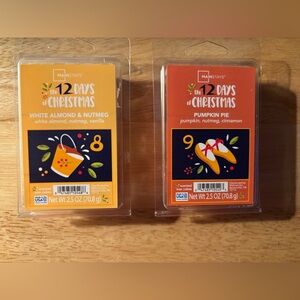 MAINSTAYS
the 12 DAYS
of CHRISTMAS
WHITE ALMOND & NUTMEG
white almond, nutmeg, vanilla
8
Net Wt 2.5 OZ (70.8 g)
MAINSTAYS
the 12 DAYS
of CHRISTMAS
PUMPKIN PIE
pumpkin, nutmeg, cinnamon
9
Net Wt 2.5 OZ (70.8 g)